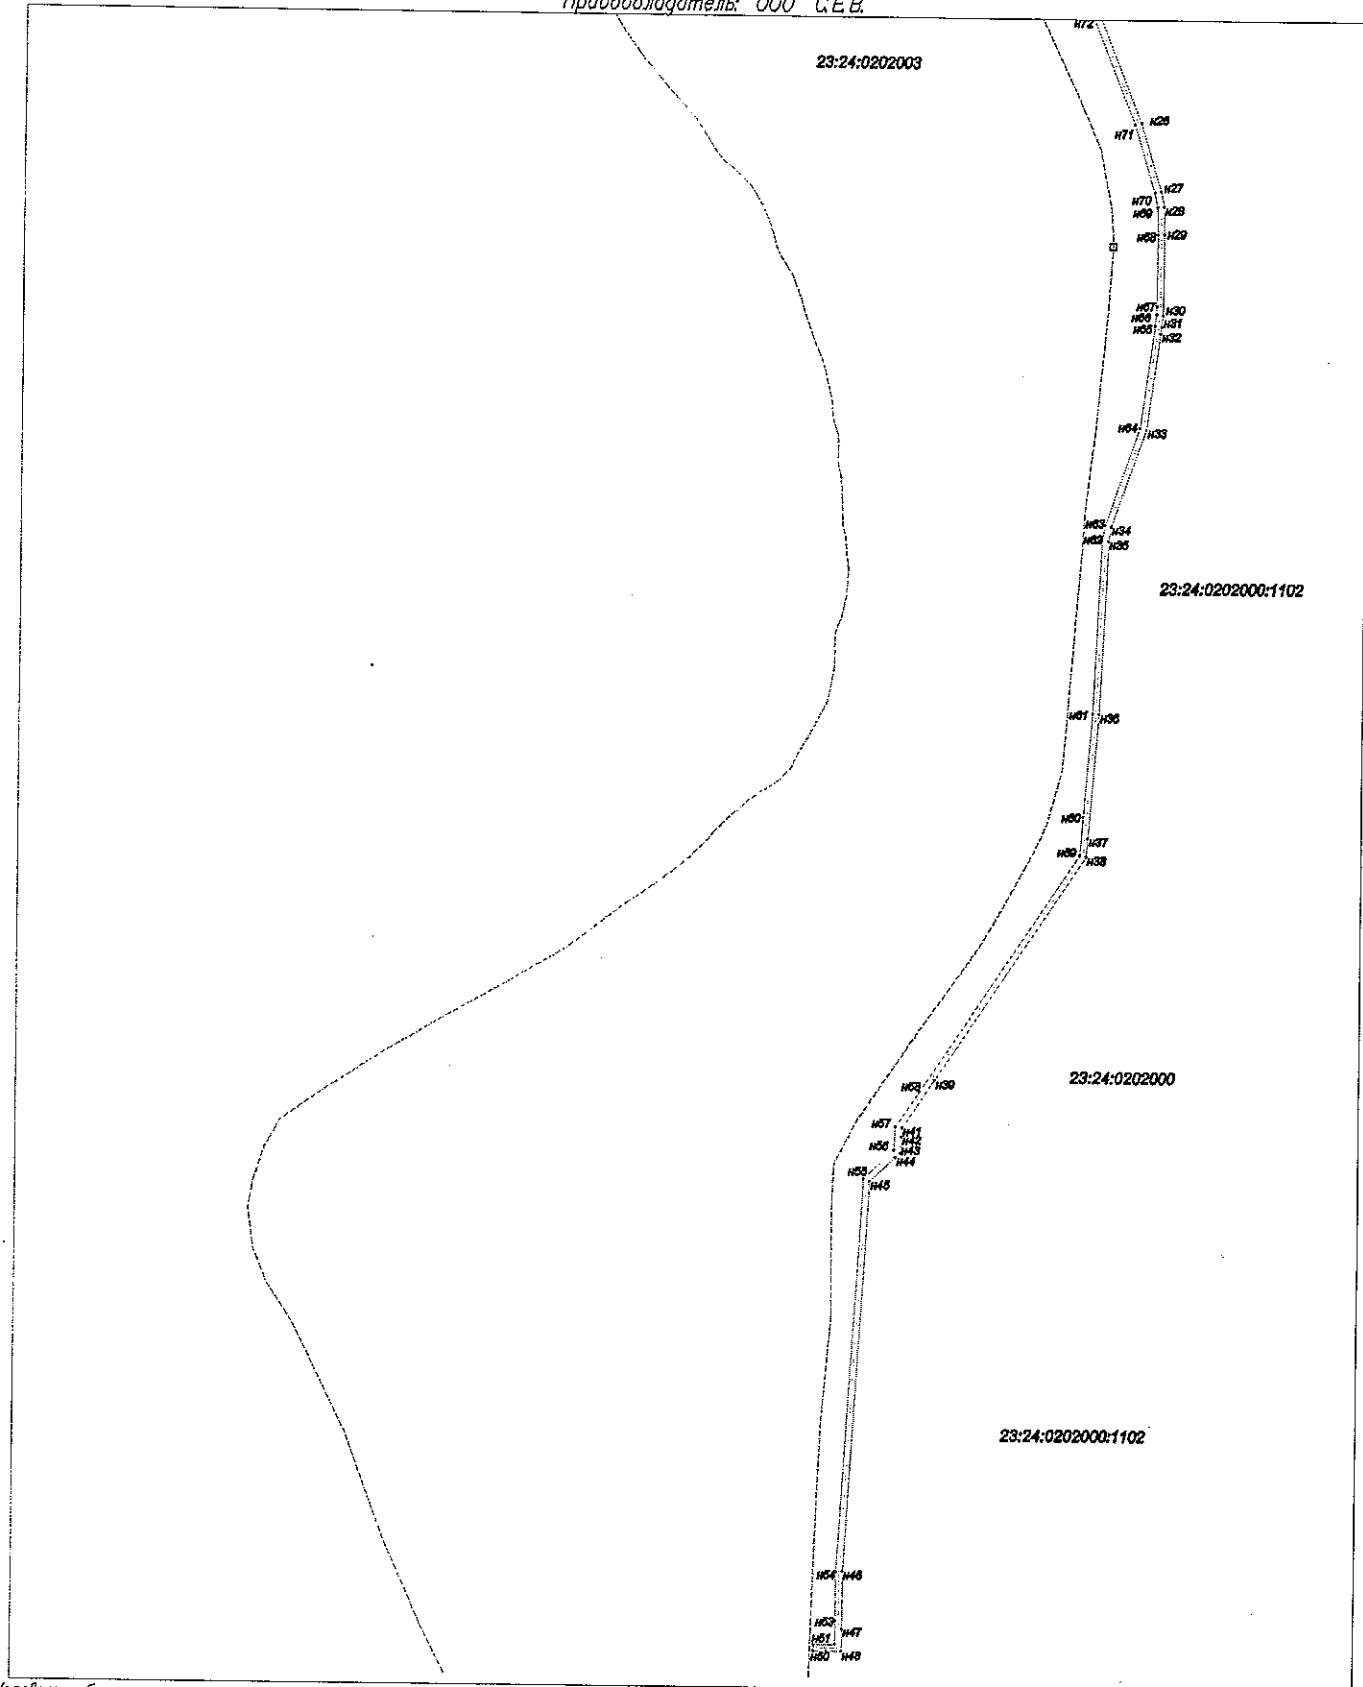 Правообладатель: ООО "С.Е.В.
н72
23:24:0202003
н26
н71
н27
н70
н69
н28
н68
н29
н67
н30
н66
н31
н65
н32
н64
н33
н63
н34
н62
н35
23:24:0202000:1102
н61
н36
н60
н37
н59
н38
23:24:0202000
н58
н39
н57
н56
н44
н55
н45
23:24:0202000:1102
н54
н46
н53
н47
н51
н50
н48